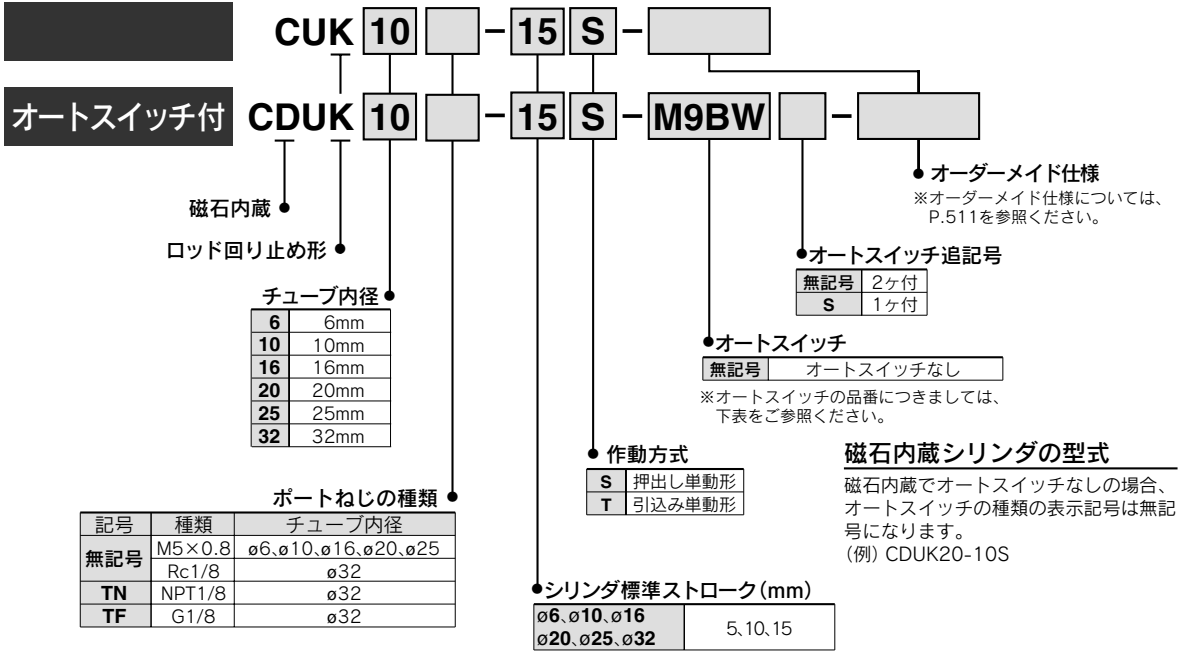 CUK 10 - 15 S -
オートスイッチ付 CDUK 10 - 15 S - M9BW -
オーダーメイド仕様
※オーダーメイド仕様については、
P.511を参照ください。
磁石内蔵
ロッド回り止め形
オートスイッチ追記号
無記号 2ヶ付
S 1ヶ付
チューブ内径
6 6mm
10 10mm
16 16mm
20 20mm
25 25mm
32 32mm
オートスイッチ
無記号 オートスイッチなし
※オートスイッチの品番につきましては、
下表をご参照ください。
作動方式
S 押出し単動形
T 引込み単動形
磁石内蔵シリンダの型式
磁石内蔵でオートスイッチなしの場合、
オートスイッチの種類の表示記号は無記
号になります。
(例) CDUK20-10S
ポートねじの種類
記号 種類 チューブ内径
無記号 M5×0.8 ø6、ø10、ø16、ø20、ø25
Rc1/8 ø32
TN NPT1/8 ø32
TF G1/8 ø32
シリンダ標準ストローク(mm)
ø6、ø10、ø16
ø20、ø25、ø32 5、10、15